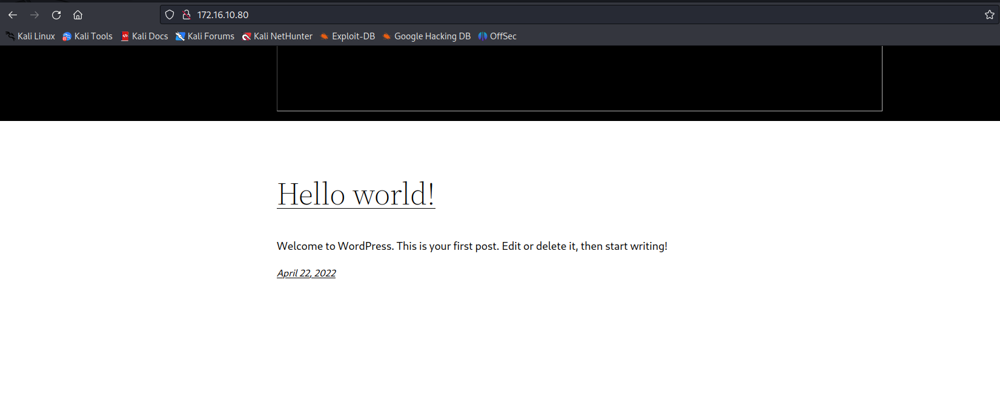 172.16.10.80
Kali Linux Kali Tools Kali Docs Kali Forums Kali NetHunter Exploit-DB Google Hacking DB OffSec
Hello world!
Welcome to WordPress. This is your first post. Edit or delete it, then start writing!
April 22, 2022